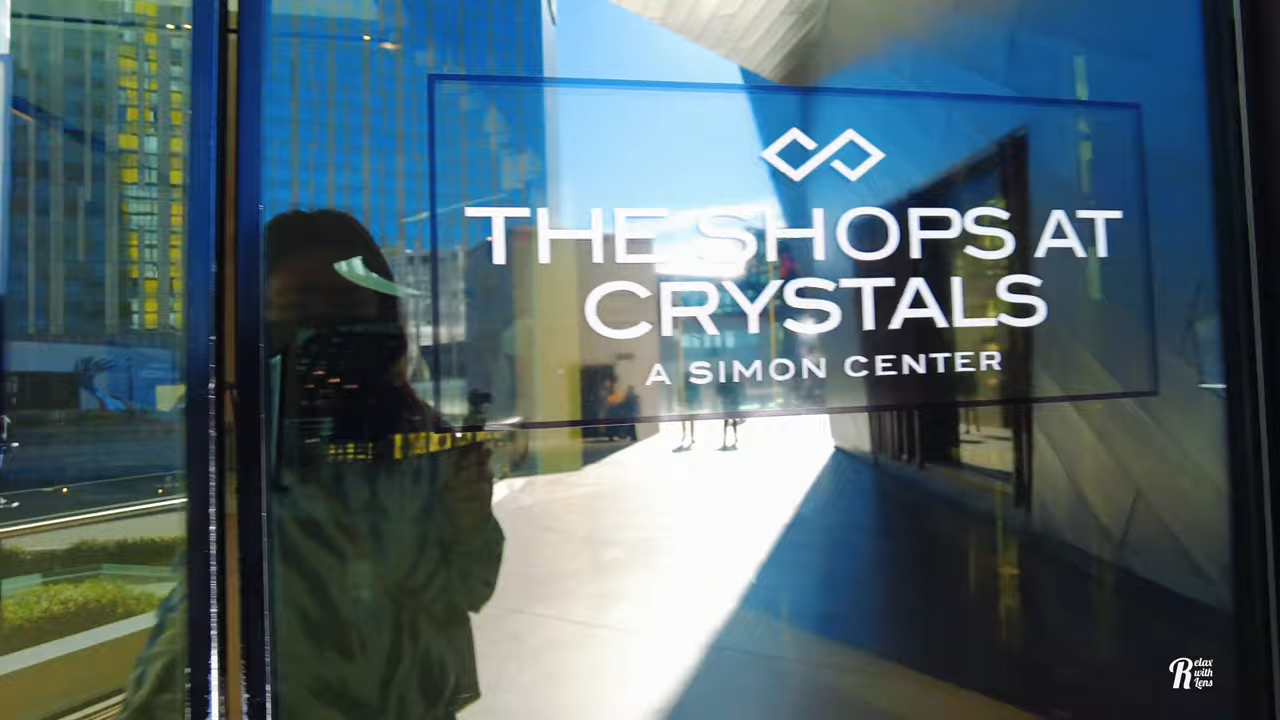 THE SHOPS AT
CRYSTALS
A SIMON CENTER
Relax
with
Lens